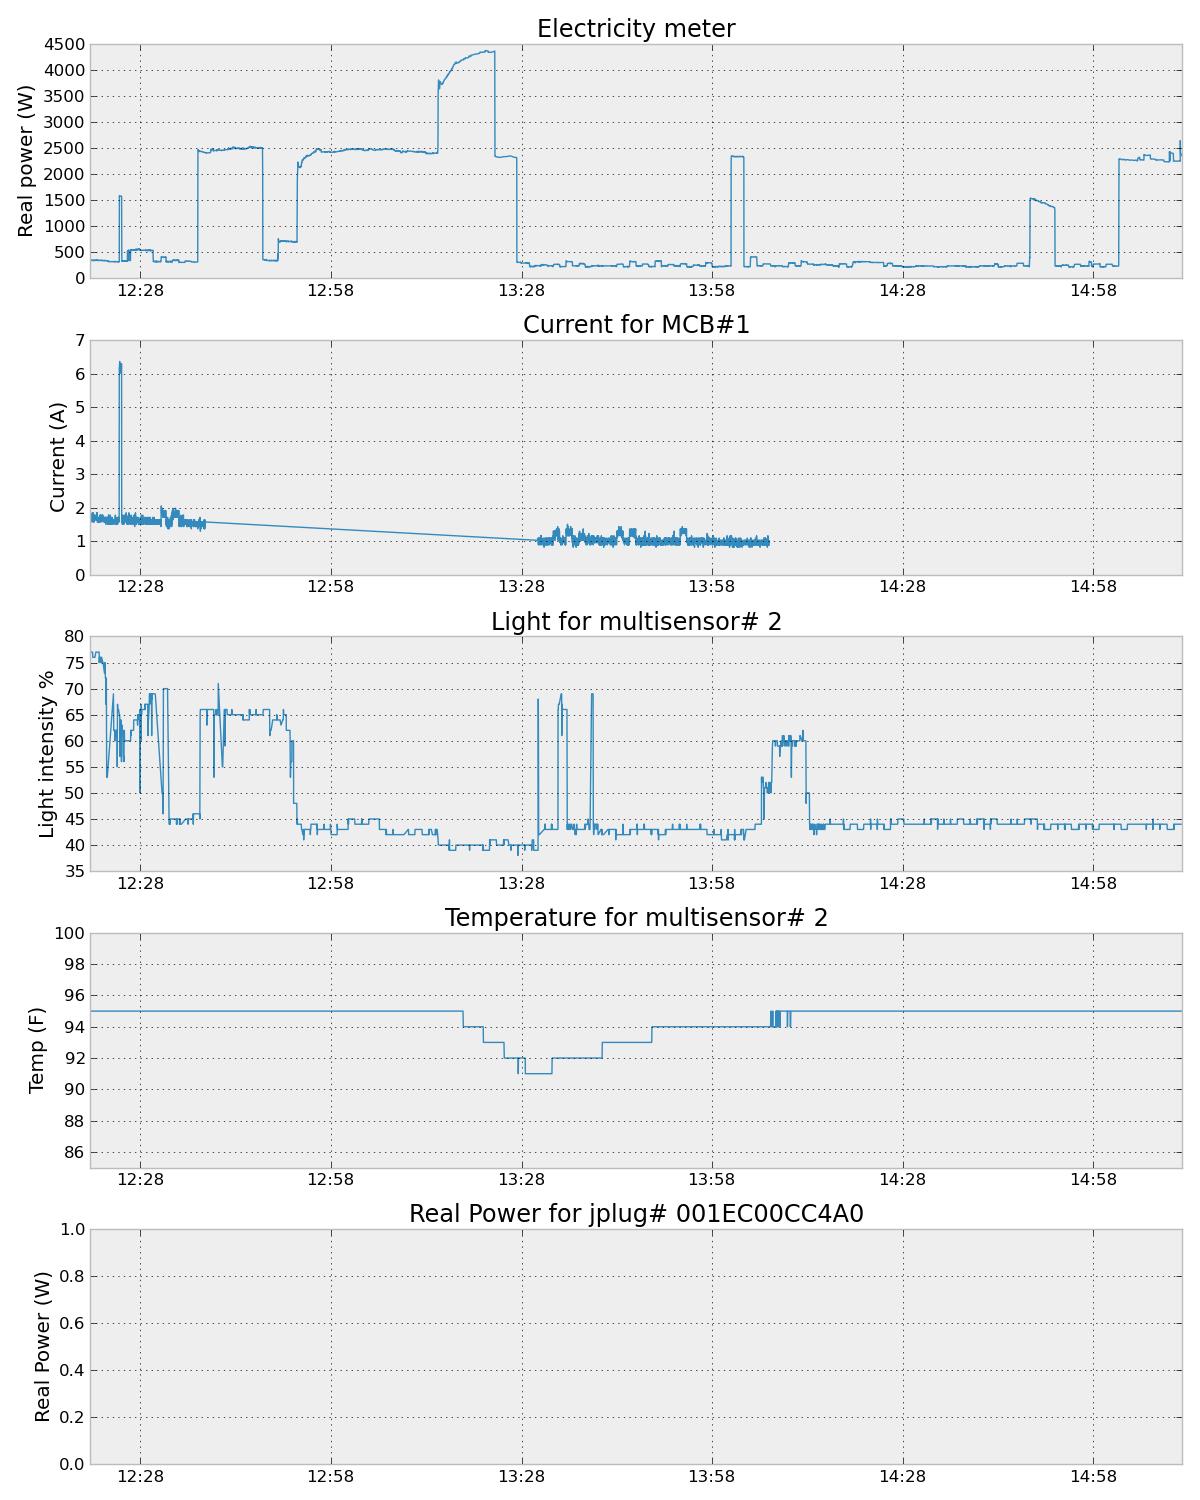 Electricity meter
Real power (W)
4500
4000
3500
3000
2500
2000
1500
1000
500
0
12:28 12:58 13:28 13:58 14:28 14:58
Current for MCB#1
Current (A)
7
6
5
4
3
2
1
0
12:28 12:58 13:28 13:58 14:28 14:58
Light for multisensor# 2
Light intensity %
80
75
70
65
60
55
50
45
40
35
12:28 12:58 13:28 13:58 14:28 14:58
Temperature for multisensor# 2
Temp (F)
100
98
96
94
92
90
88
86
12:28 12:58 13:28 13:58 14:28 14:58
Real Power for jplug# 001EC00CC4A0
Real Power (W)
1.0
0.8
0.6
0.4
0.2
0.0
12:28 12:58 13:28 13:58 14:28 14:58